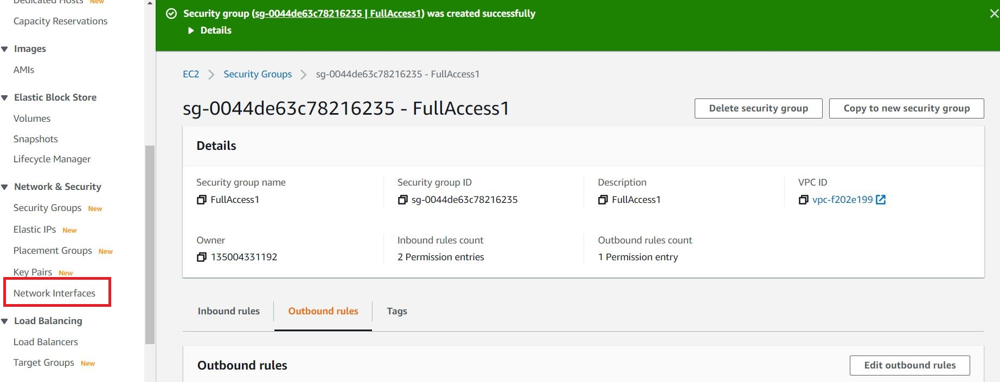 Dedicated Hosts New
Capacity Reservations
Images
AMIs
Elastic Block Store
Volumes
Snapshots
Lifecycle Manager
Network & Security
Security Groups New
Elastic IPs New
Placement Groups New
Key Pairs New
Network Interfaces
Load Balancing
Load Balancers
Target Groups New
Security group (sg-0044de63c78216235 | FullAccess1) was created successfully
Details
EC2 Security Groups sg-0044de63c78216235 - FullAccess1
sg-0044de63c78216235 - FullAccess1
Delete security group Copy to new security group
Details
Security group name Security group ID Description VPC ID
FullAccess1 sg-0044de63c78216235 FullAccess1 vpc-f202e199
Owner Inbound rules count Outbound rules count
135004331192 2 Permission entries 1 Permission entry
Inbound rules Outbound rules Tags
Outbound rules Edit outbound rules